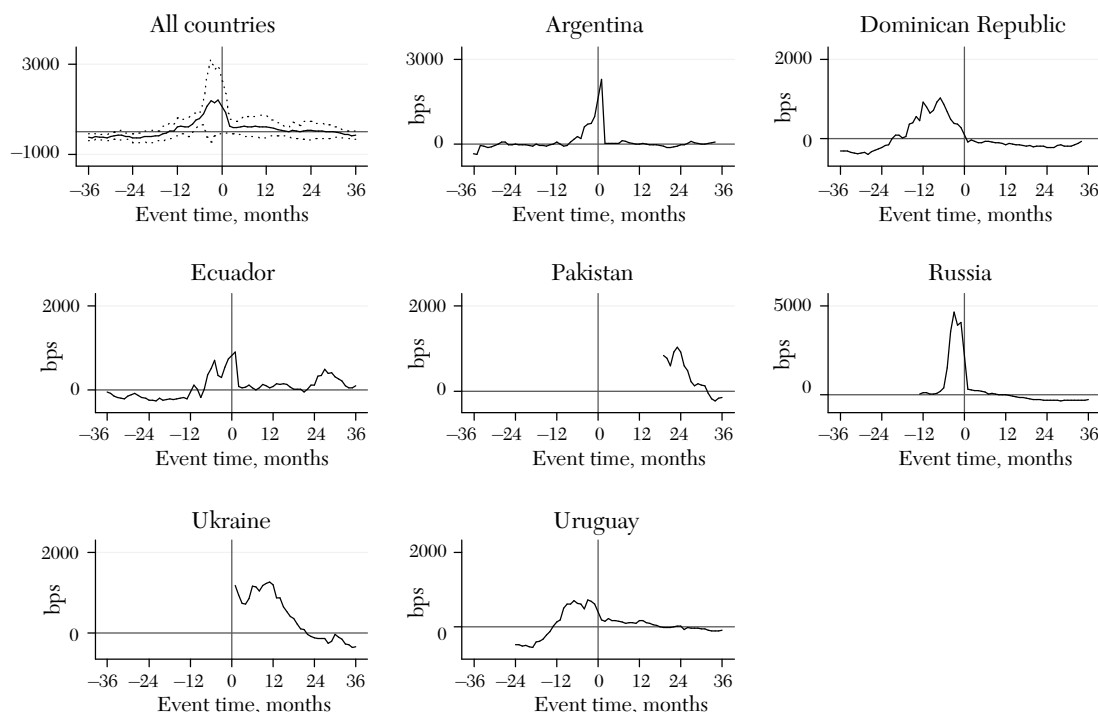 All countries
3000
−1000
−36 −24 −12 0 12 24 36
Event time, months
Argentina
bps
3000
0
−36 −24 −12 0 12 24 36
Event time, months
Dominican Republic
bps
2000
0
−36 −24 −12 0 12 24 36
Event time, months
Ecuador
bps
2000
0
−36 −24 −12 0 12 24 36
Event time, months
Pakistan
bps
2000
0
−36 −24 −12 0 12 24 36
Event time, months
Russia
bps
5000
0
−36 −24 −12 0 12 24 36
Event time, months
Ukraine
bps
2000
0
−36 −24 −12 0 12 24 36
Event time, months
Uruguay
bps
2000
0
−36 −24 −12 0 12 24 36
Event time, months